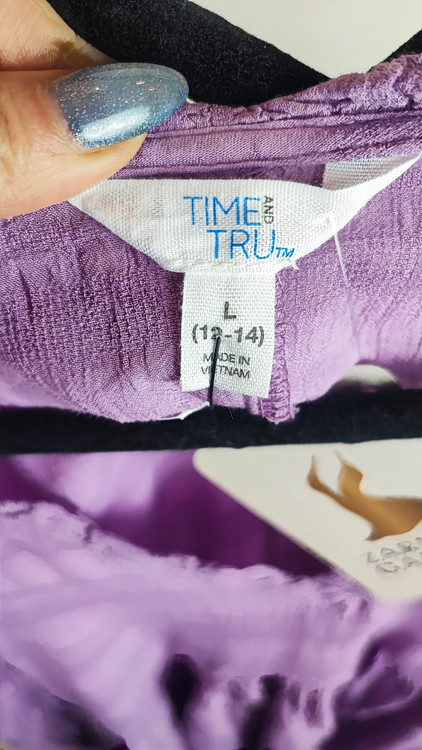 TIME AND
TRU™
L
(12-14)
MADE IN
VIETNAM